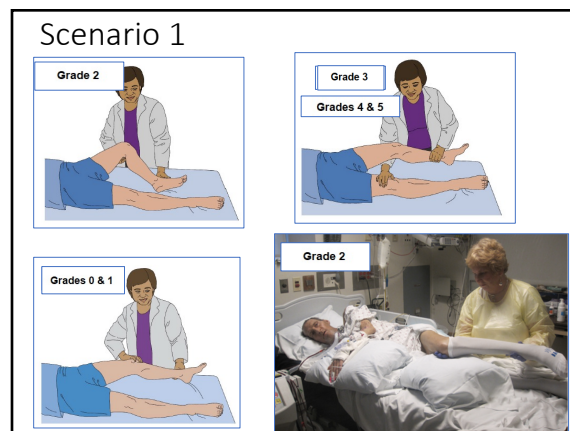 Scenario 1
Grade 2
Grade 3
Grades 4 & 5
Grades 0 & 1
Grade 2